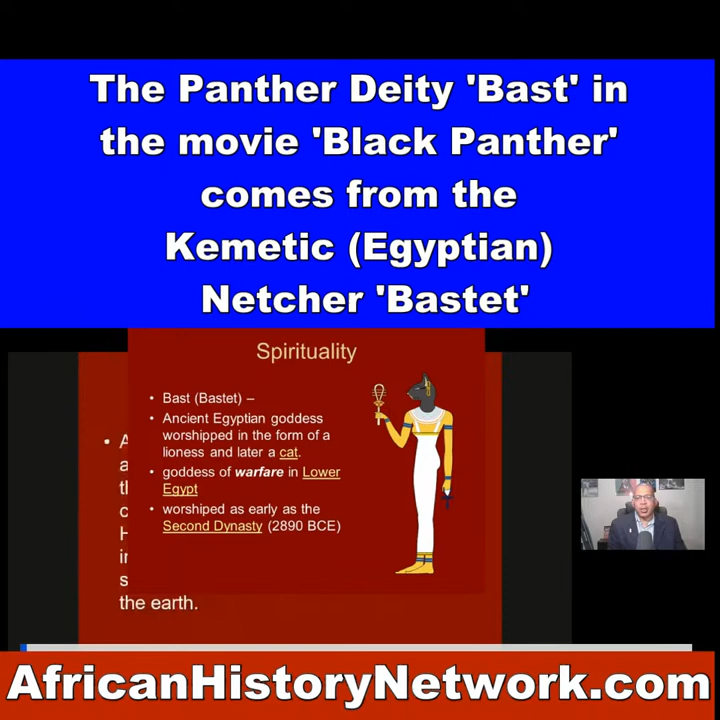 The Panther Deity 'Bast' in
the movie 'Black Panther'
comes from the
Kemetic (Egyptian)
Netcher 'Bastet'
Spirituality
• Bast (Bastet) –
• Ancient Egyptian goddess
worshipped in the form of a
lioness and later a cat.
• goddess of warfare in Lower
Egypt
• worshiped as early as the
Second Dynasty (2890 BCE)
the earth.
AfricanHistoryNetwork.com